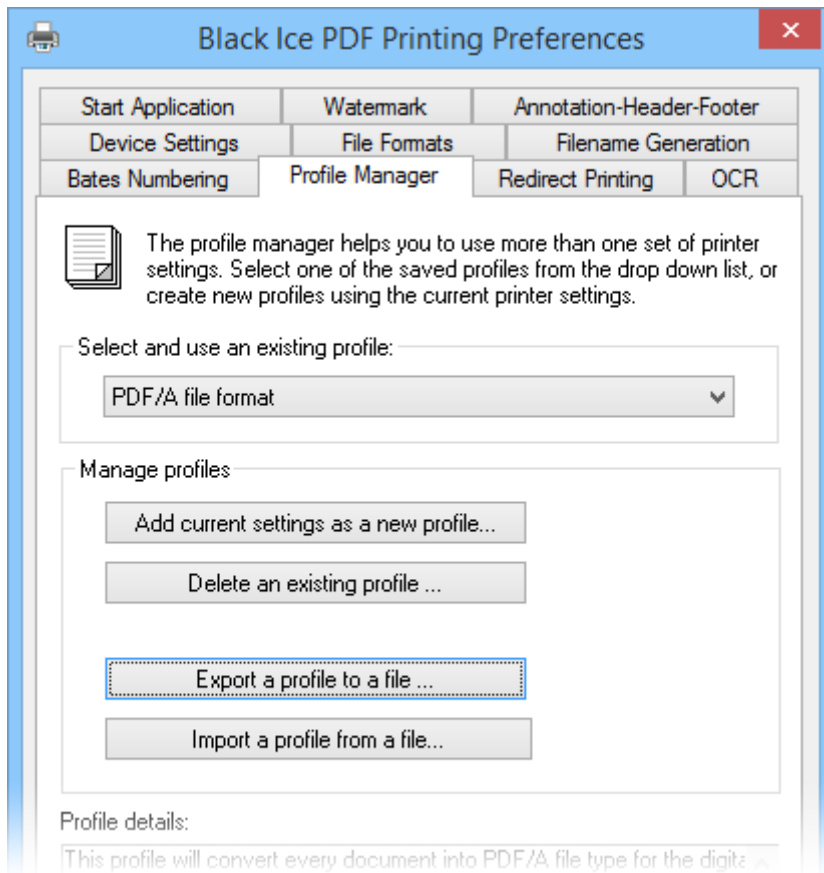 Black Ice PDF Printing Preferences
Start Application Watermark Annotation-Header-Footer
Device Settings File Formats Filename Generation
Bates Numbering Profile Manager Redirect Printing OCR
The profile manager helps you to use more than one set of printer
settings. Select one of the saved profiles from the drop down list, or
create new profiles using the current printer settings.
Select and use an existing profile:
PDF/A file format
Manage profiles
Add current settings as a new profile...
Delete an existing profile ...
Export a profile to a file ...
Import a profile from a file...
Profile details:
This profile will convert every document into PDF/A file type for the